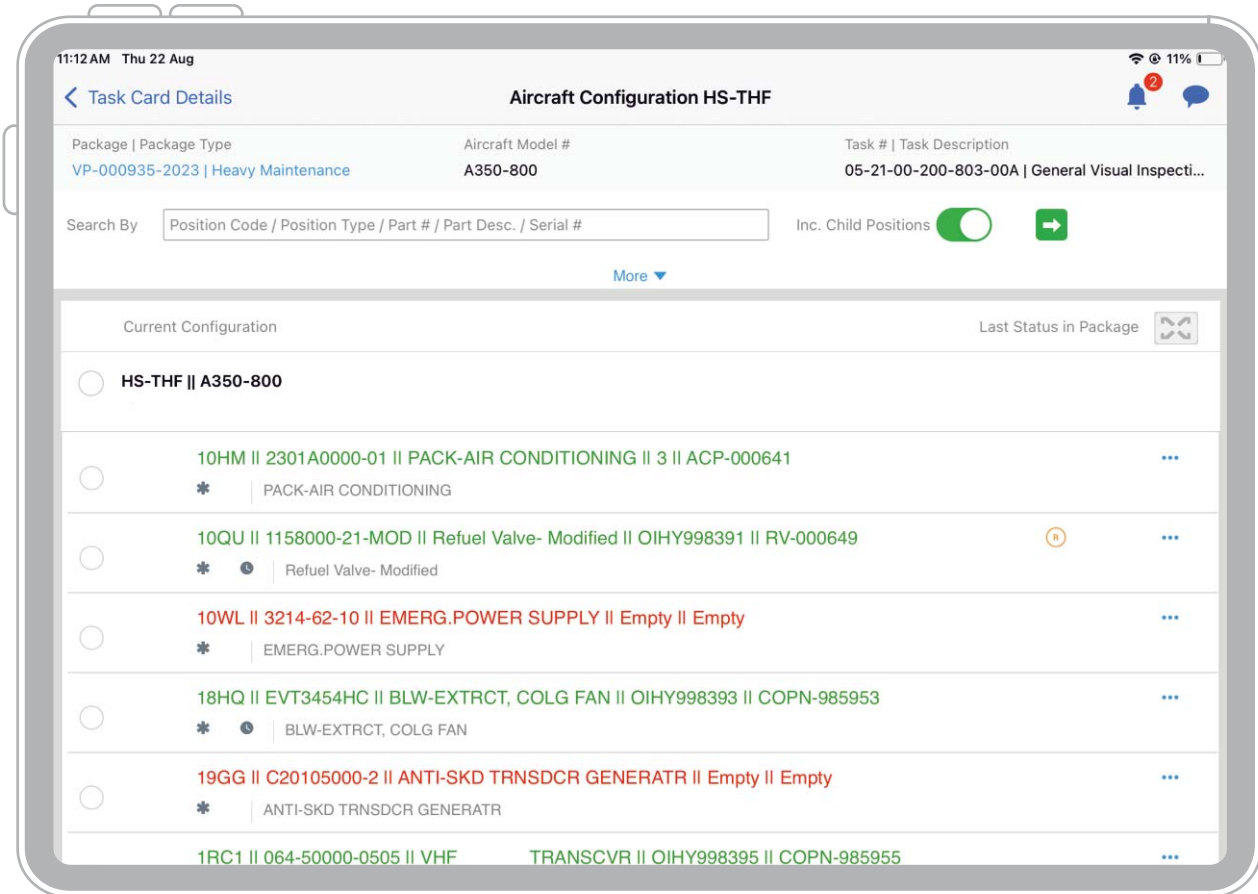 11:12 AM Thu 22 Aug 11%
Task Card Details Aircraft Configuration HS-THF 2
Package | Package Type Aircraft Model # Task # | Task Description
VP-000935-2023 | Heavy Maintenance A350-800 05-21-00-200-803-00A | General Visual Inspecti...
Search By Position Code / Position Type / Part # / Part Desc. / Serial # Inc. Child Positions
More
Current Configuration Last Status in Package
HS-THF || A350-800
10HM || 2301A0000-01 || PACK-AIR CONDITIONING || 3 || ACP-000641
PACK-AIR CONDITIONING
10QU || 1158000-21-MOD || Refuel Valve- Modified || OIHY998391 || RV-000649 R
Refuel Valve- Modified
10WL || 3214-62-10 || EMERG.POWER SUPPLY || Empty || Empty
EMERG.POWER SUPPLY
18HQ || EVT3454HC || BLW-EXTRCT, COLG FAN || OIHY998393 || COPN-985953
BLW-EXTRCT, COLG FAN
19GG || C20105000-2 || ANTI-SKD TRNSDCR GENERATR || Empty || Empty
ANTI-SKD TRNSDCR GENERATR
1RC1 || 064-50000-0505 || VHF TRANSCVR || OIHY998395 || COPN-985955